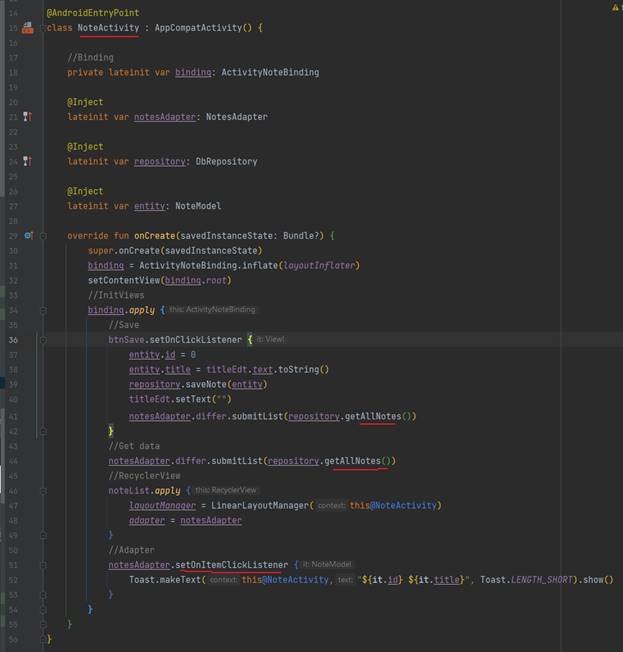 14 @AndroidEntryPoint
15 class NoteActivity : AppCompatActivity() {
16
17 //Binding
18 private lateinit var binding: ActivityNoteBinding
19
20 @Inject
21 lateinit var notesAdapter: NotesAdapter
22
23 @Inject
24 lateinit var repository: DbRepository
25
26 @Inject
27 lateinit var entity: NoteModel
28
29 override fun onCreate(savedInstanceState: Bundle?) {
30 super.onCreate(savedInstanceState)
31 binding = ActivityNoteBinding.inflate(layoutInflater)
32 setContentView(binding.root)
33 //InitViews
34 binding.apply { this: ActivityNoteBinding
35 //Save
36 btnSave.setOnClickListener { it: View!
37 entity.id = 0
38 entity.title = titleEdt.text.toString()
39 repository.saveNote(entity)
40 titleEdt.setText("")
41 notesAdapter.differ.submitList(repository.getAllNotes())
42 }
43 //Get data
44 notesAdapter.differ.submitList(repository.getAllNotes())
45 //RecyclerView
46 noteList.apply { this: RecyclerView
47 layoutManager = LinearLayoutManager( context: this@NoteActivity)
48 adapter = notesAdapter
49 }
50 //Adapter
51 notesAdapter.setOnItemClickListener { it: NoteModel
52 Toast.makeText( context: this@NoteActivity, text: "${it.id} ${it.title}", Toast.LENGTH_SHORT).show()
53 }
54 }
55 }
56 }